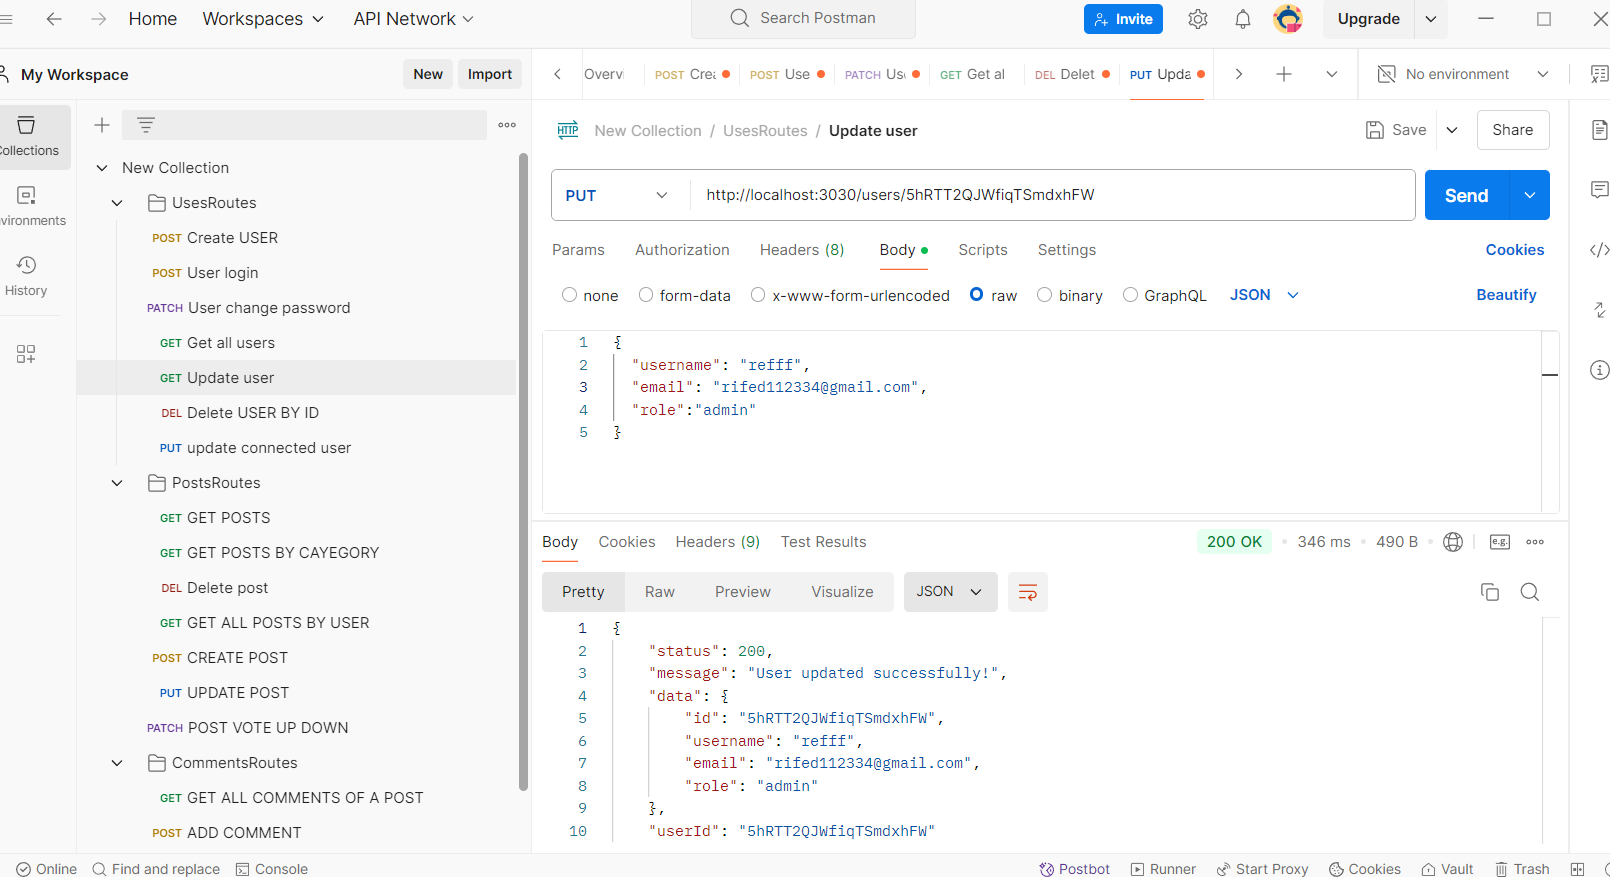 Home Workspaces API Network Search Postman Invite Upgrade
My Workspace New Import Overvi POST Crea POST Use PATCH Us GET Get al DEL Delet PUT Upda No environment
Collections
vironments
History
New Collection
UsesRoutes
POST Create USER
POST User login
PATCH User change password
GET Get all users
GET Update user
DEL Delete USER BY ID
PUT update connected user
PostsRoutes
GET GET POSTS
GET GET POSTS BY CAYEGORY
DEL Delete post
GET GET ALL POSTS BY USER
POST CREATE POST
PUT UPDATE POST
PATCH POST VOTE UP DOWN
CommentsRoutes
GET GET ALL COMMENTS OF A POST
POST ADD COMMENT
HTTP New Collection / UsesRoutes / Update user Save Share
PUT http://localhost:3030/users/5hRTT2QJWfiqTSmdxhFW Send
Params Authorization Headers (8) Body Scripts Settings Cookies
none form-data x-www-form-urlencoded raw binary GraphQL JSON Beautify
1 {
2 "username": "refff",
3 "email": "rifed112334@gmail.com",
4 "role":"admin"
5 }
Body Cookies Headers (9) Test Results 200 OK 346 ms 490 B e.g.
Pretty Raw Preview Visualize JSON
1 {
2 "status": 200,
3 "message": "User updated successfully!",
4 "data": {
5 "id": "5hRTT2QJWfiqTSmdxhFW",
6 "username": "refff",
7 "email": "rifed112334@gmail.com",
8 "role": "admin"
9 },
10 "userId": "5hRTT2QJWfiqTSmdxhFW"
Online Find and replace Console Postbot Runner Start Proxy Cookies Vault Trash